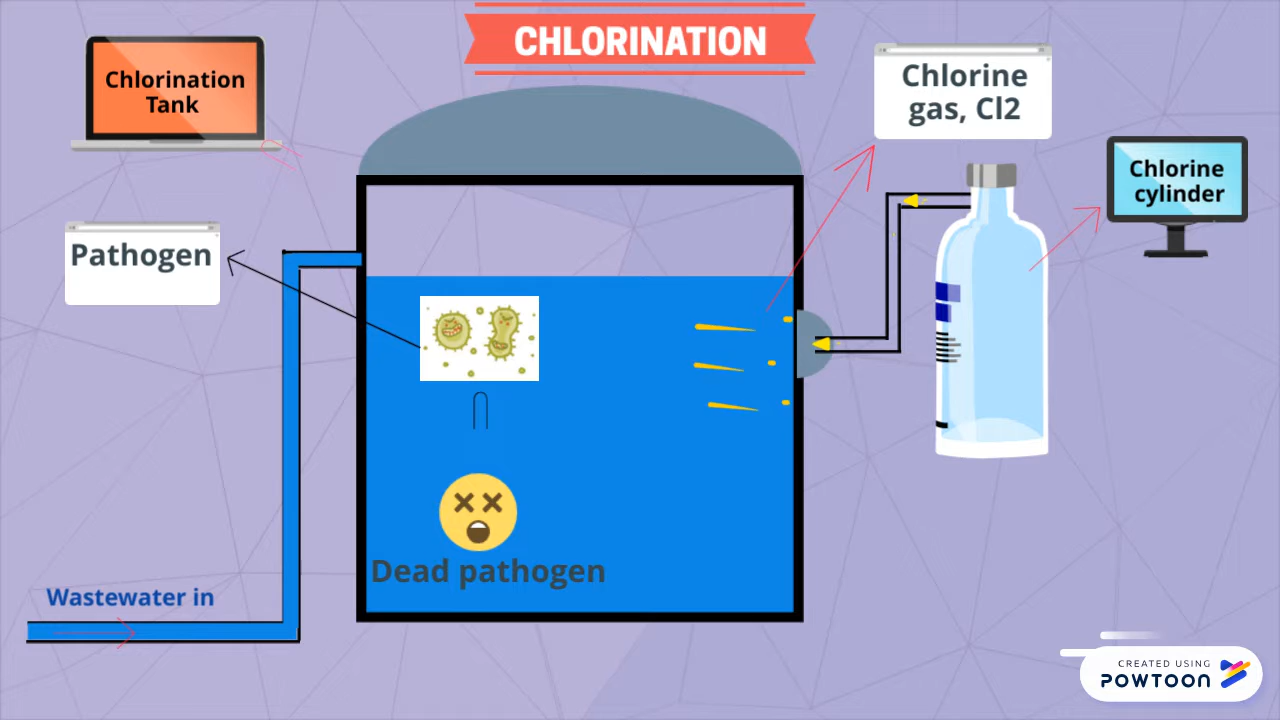 CHLORINATION
Chlorination
Tank
Chlorine
gas, Cl2
Chlorine
cylinder
Pathogen
Dead pathogen
Wastewater in
CREATED USING
POWTOON